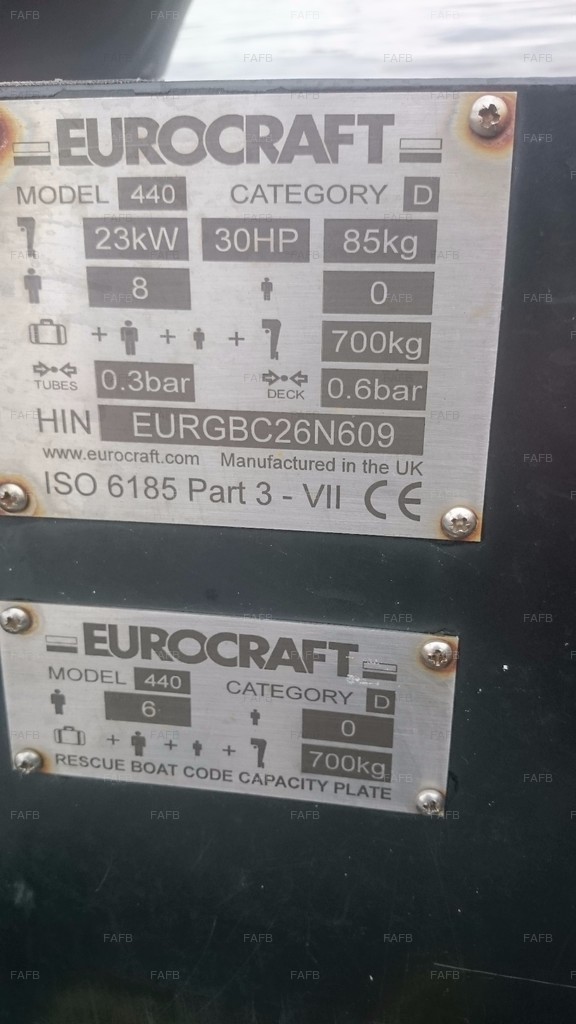 EUROCRAFT
MODEL 440 CATEGORY D
23kW 30HP 85kg
8 0
+ + + 700kg
TUBES 0.3bar DECK 0.6bar
HIN EURGBC26N609
www.eurocraft.com Manufactured in the UK
ISO 6185 Part 3 - VII CE
EUROCRAFT
MODEL 440 CATEGORY D
6 0
+ + + 700kg
RESCUE BOAT CODE CAPACITY PLATE
FAFB